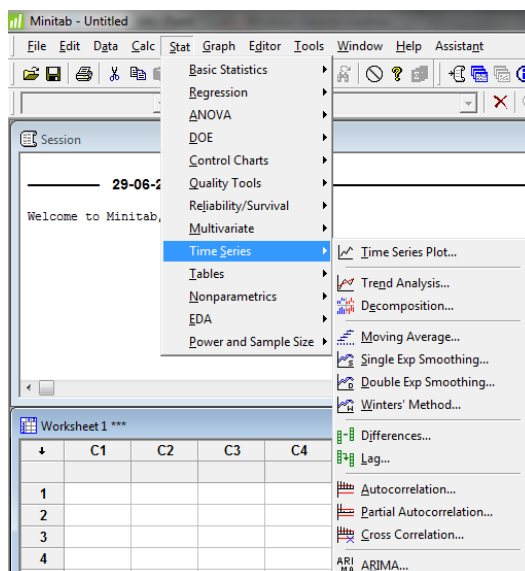 Minitab - Untitled
File Edit Data Calc Stat Graph Editor Tools Window Help Assistant
Basic Statistics
Regression
ANOVA
DOE
Control Charts
Quality Tools
Reliability/Survival
Multivariate
Time Series
Tables
Nonparametrics
EDA
Power and Sample Size
Session
29-06-2
Welcome to Minitab,
Time Series Plot...
Trend Analysis...
Decomposition...
Moving Average...
Single Exp Smoothing...
Double Exp Smoothing...
Winters' Method...
Differences...
Lag...
Autocorrelation...
Partial Autocorrelation...
Cross Correlation...
ARIMA...
Worksheet 1 ***
C1 C2 C3 C4
1
2
3
4